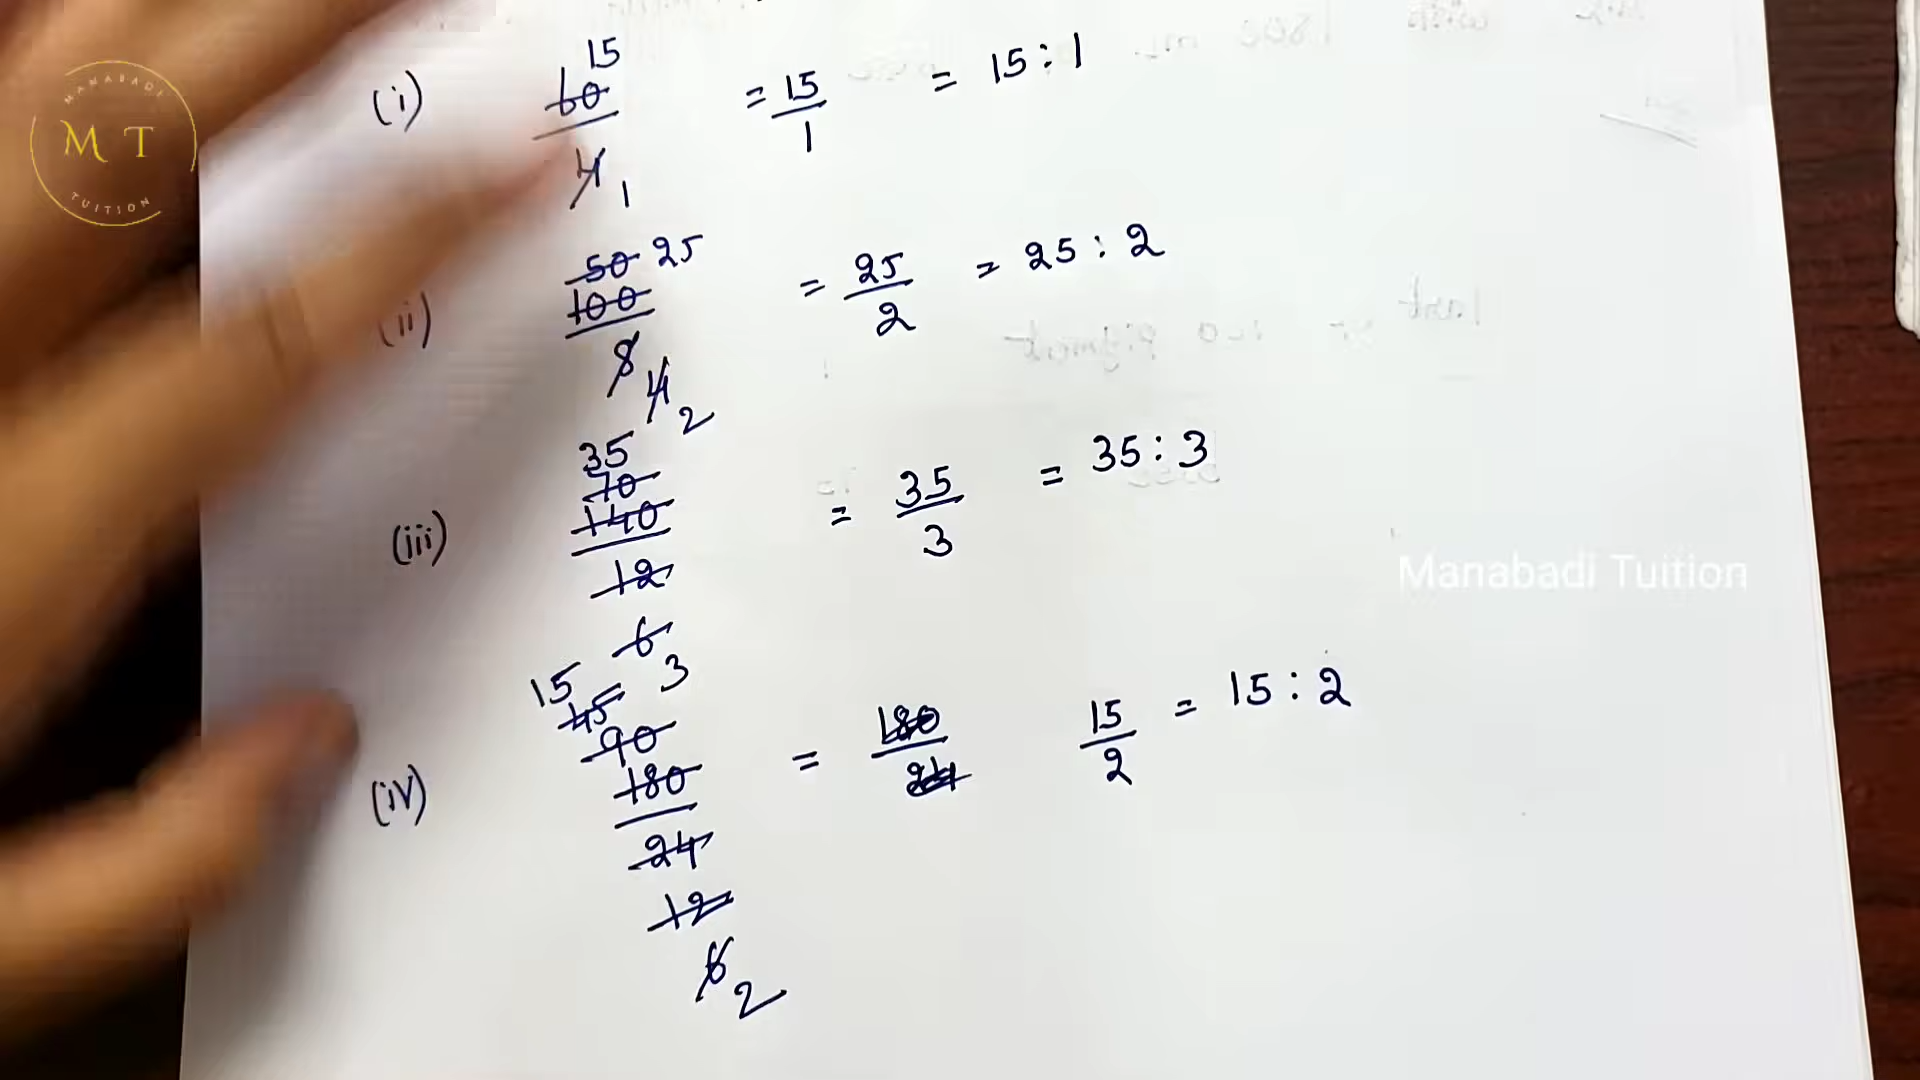 MANABADI
M T
TUITION
(i) 60/4 15 1 = 15/1 = 15 : 1
(ii) 100/8 50 25 4 2 = 25/2 = 25 : 2
(iii) 140/12 70 35 6 3 = 35/3 = 35 : 3
Manabadi Tuition
(iv) 180/24 90 45 15 12 6 2 = 180/24 15/2 = 15 : 2